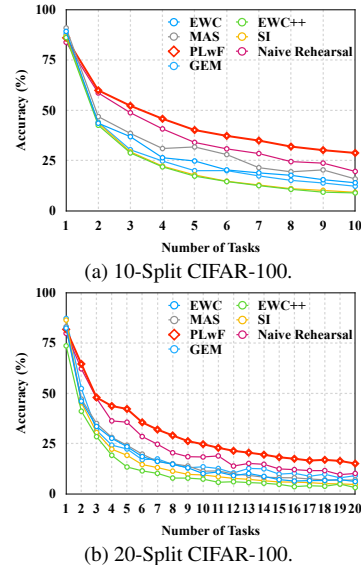 100
75
50
25
0
Accuracy (%)
EWC EWC++
MAS SI
PLwF Naive Rehearsal
GEM
1 2 3 4 5 6 7 8 9 10
Number of Tasks
(a) 10-Split CIFAR-100.
100
75
50
25
0
Accuracy (%)
EWC EWC++
MAS SI
PLwF Naive Rehearsal
GEM
1 2 3 4 5 6 7 8 9 10 11 12 13 14 15 16 17 18 19 20
Number of Tasks
(b) 20-Split CIFAR-100.